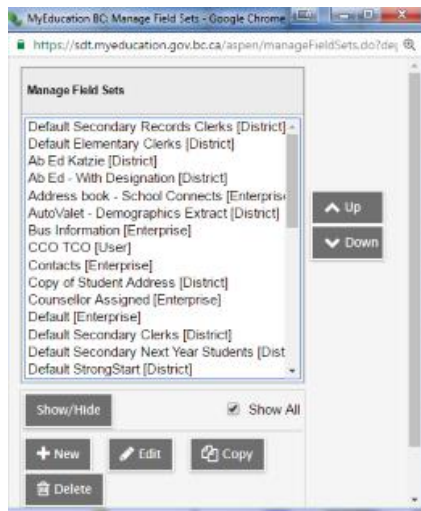 MyEducation BC: Manage Field Sets - Google Chrome
https://sdt.myeducation.gov.bc.ca/aspen/manageFieldSets.do?de
Manage Field Sets
Default Secondary Records Clerks [District]
Default Elementary Clerks [District]
Ab Ed Katzie [District]
Ab Ed - With Designation [District]
Address book - School Connects [Enterpris
AutoValet - Demographics Extract [District]
Bus Information [Enterprise]
CCO TCO [User]
Contacts [Enterprise]
Copy of Student Address [District]
Counsellor Assigned [Enterprise]
Default [Enterprise]
Default Secondary Clerks [District]
Default Secondary Next Year Students [Dist
Default StrongStart [District]
Up
Down
Show/Hide
Show All
New
Edit
Copy
Delete